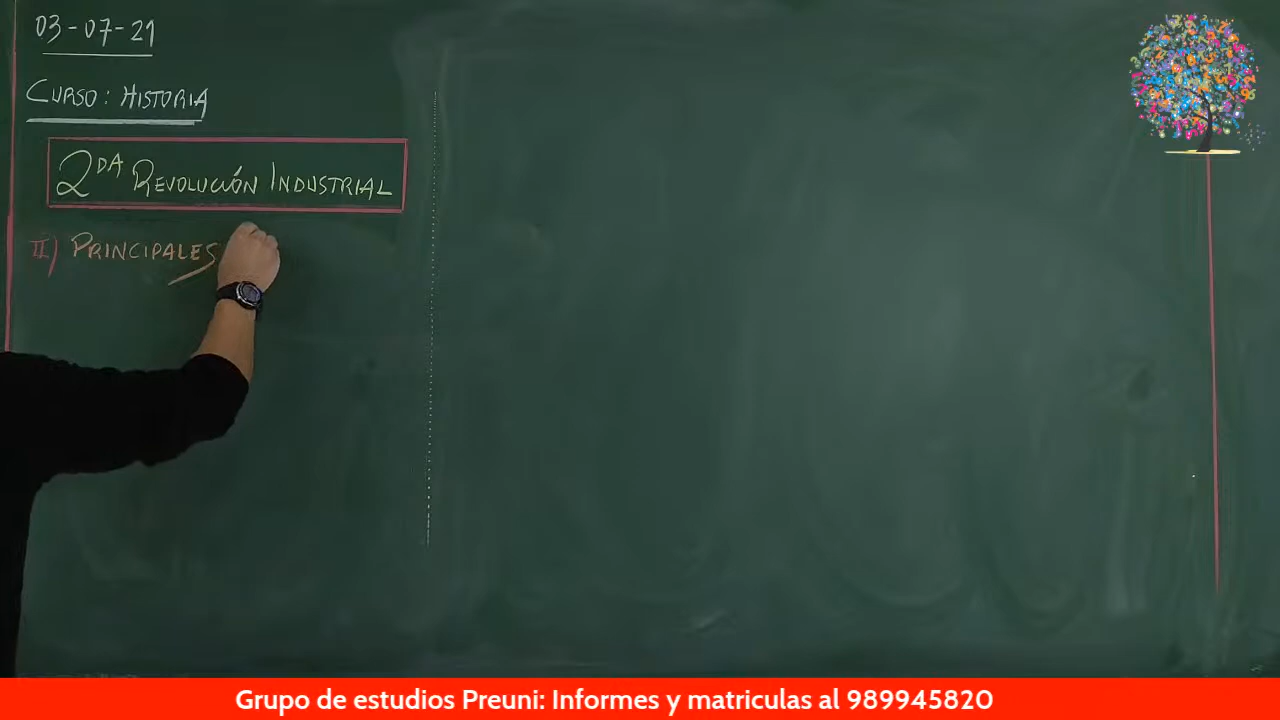 03-07-21
CURSO: HISTORIA
2DA REVOLUCIÓN INDUSTRIAL
II) PRINCIPALES
Grupo de estudios Preuni: Informes y matriculas al 989945820